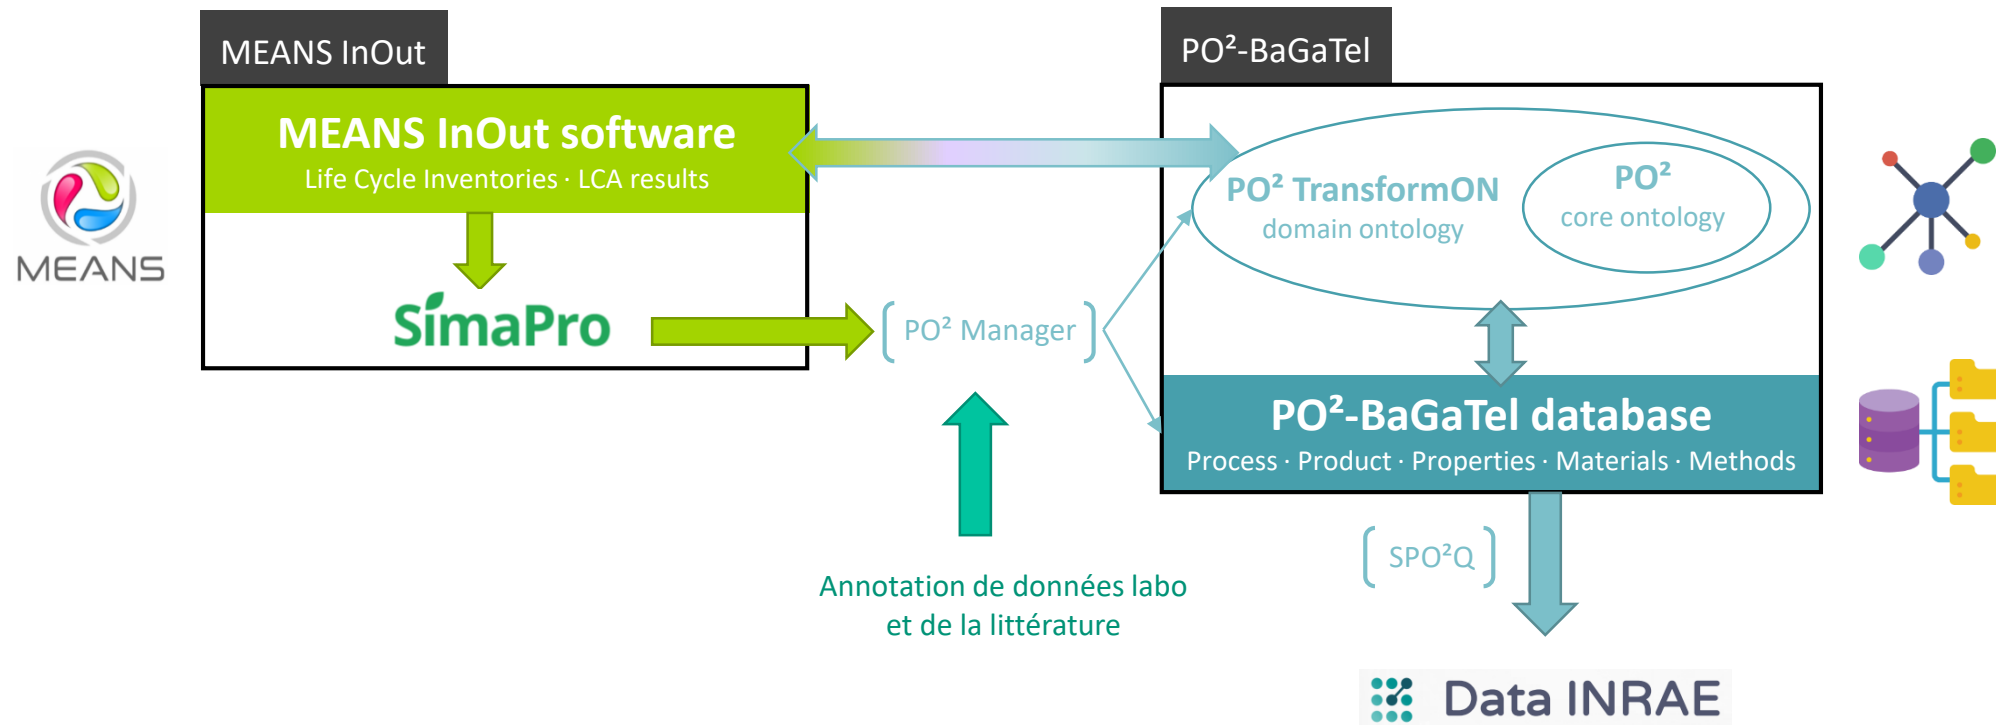 MEANS InOut
MEANS InOut software
Life Cycle Inventories · LCA results
SimaPro
MEANS
PO² Manager
Annotation de données labo
et de la littérature
PO²-BaGaTel
PO² TransformON
domain ontology
PO²
core ontology
PO²-BaGaTel database
Process · Product · Properties · Materials · Methods
SPO²Q
Data INRAE